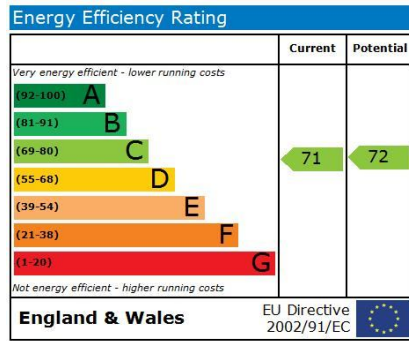 Energy Efficiency Rating
Current Potential
Very energy efficient - lower running costs
(92-100) A
(81-91) B
(69-80) C
71 72
(55-68) D
(39-54) E
(21-38) F
(1-20) G
Not energy efficient - higher running costs
England & Wales
EU Directive
2002/91/EC